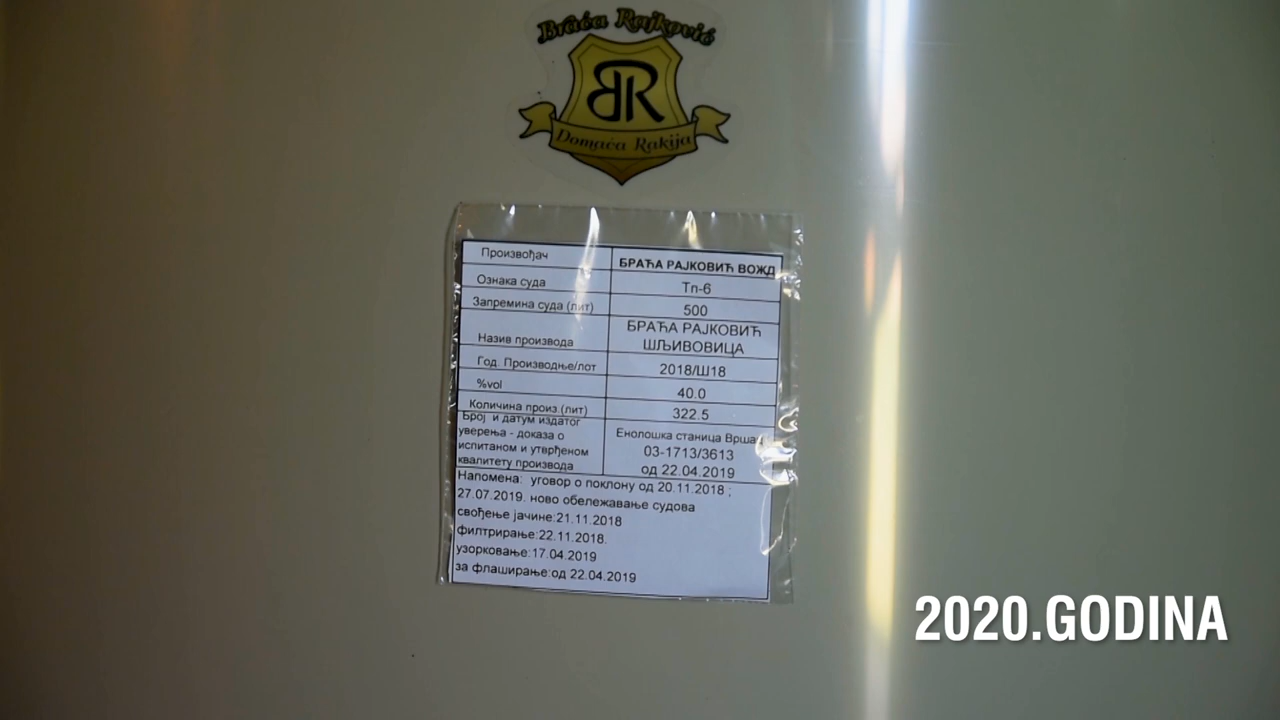 Braća Rajković
BR
Domaća Rakija
Произвођач БРАЋА РАЈКОВИЋ ВОЖД
Ознака суда Тп-6
Запремина суда (лит) 500
Назив производа БРАЋА РАЈКОВИЋ
ШЉИВОВИЦА
Год. Производње/лот 2018/Ш18
%vol 40.0
Количина произ.(лит) 322.5
Број и датум издатог
уверења - доказа о
испитаном и утврђеном
квалитету производа
Енолошка станица Вршац
03-1713/3613
од 22.04.2019
Напомена: уговор о поклону од 20.11.2018 ;
27.07.2019. ново обележавање судова
свођење јачине:21.11.2018
филтрирање:22.11.2018.
узорковање:17.04.2019
за флаширање:од 22.04.2019
2020.GODINA